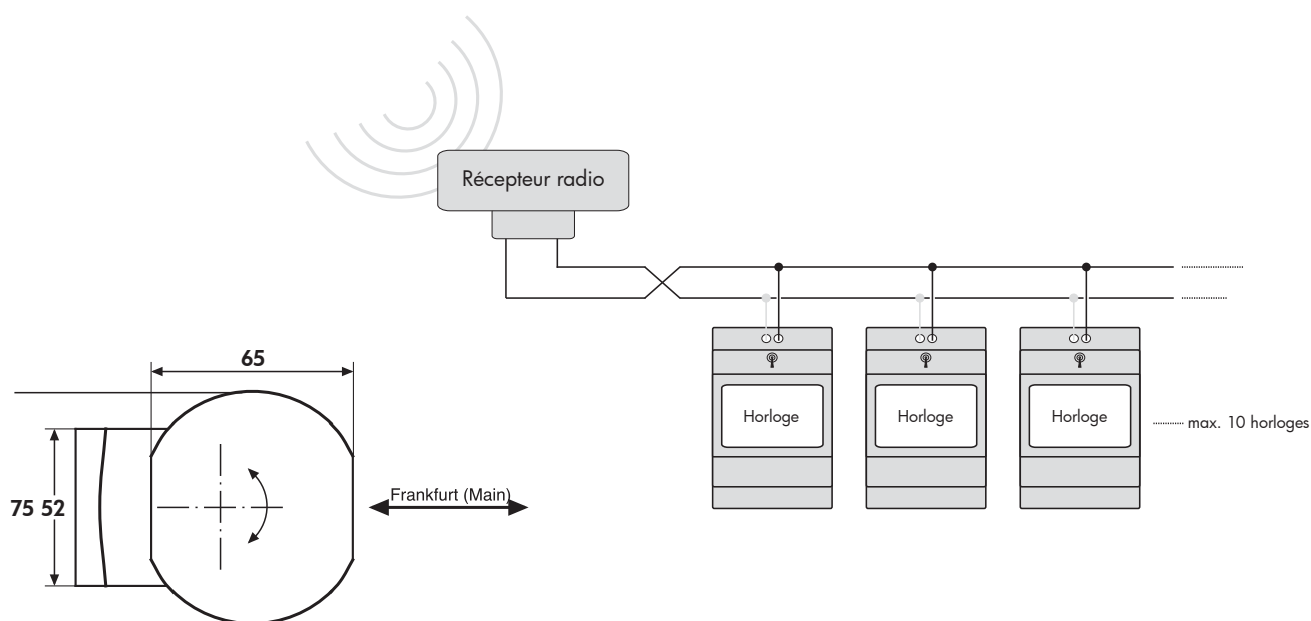 Récepteur radio
Horloge
Horloge
Horloge
max. 10 horloges
65
75 52
Frankfurt (Main)